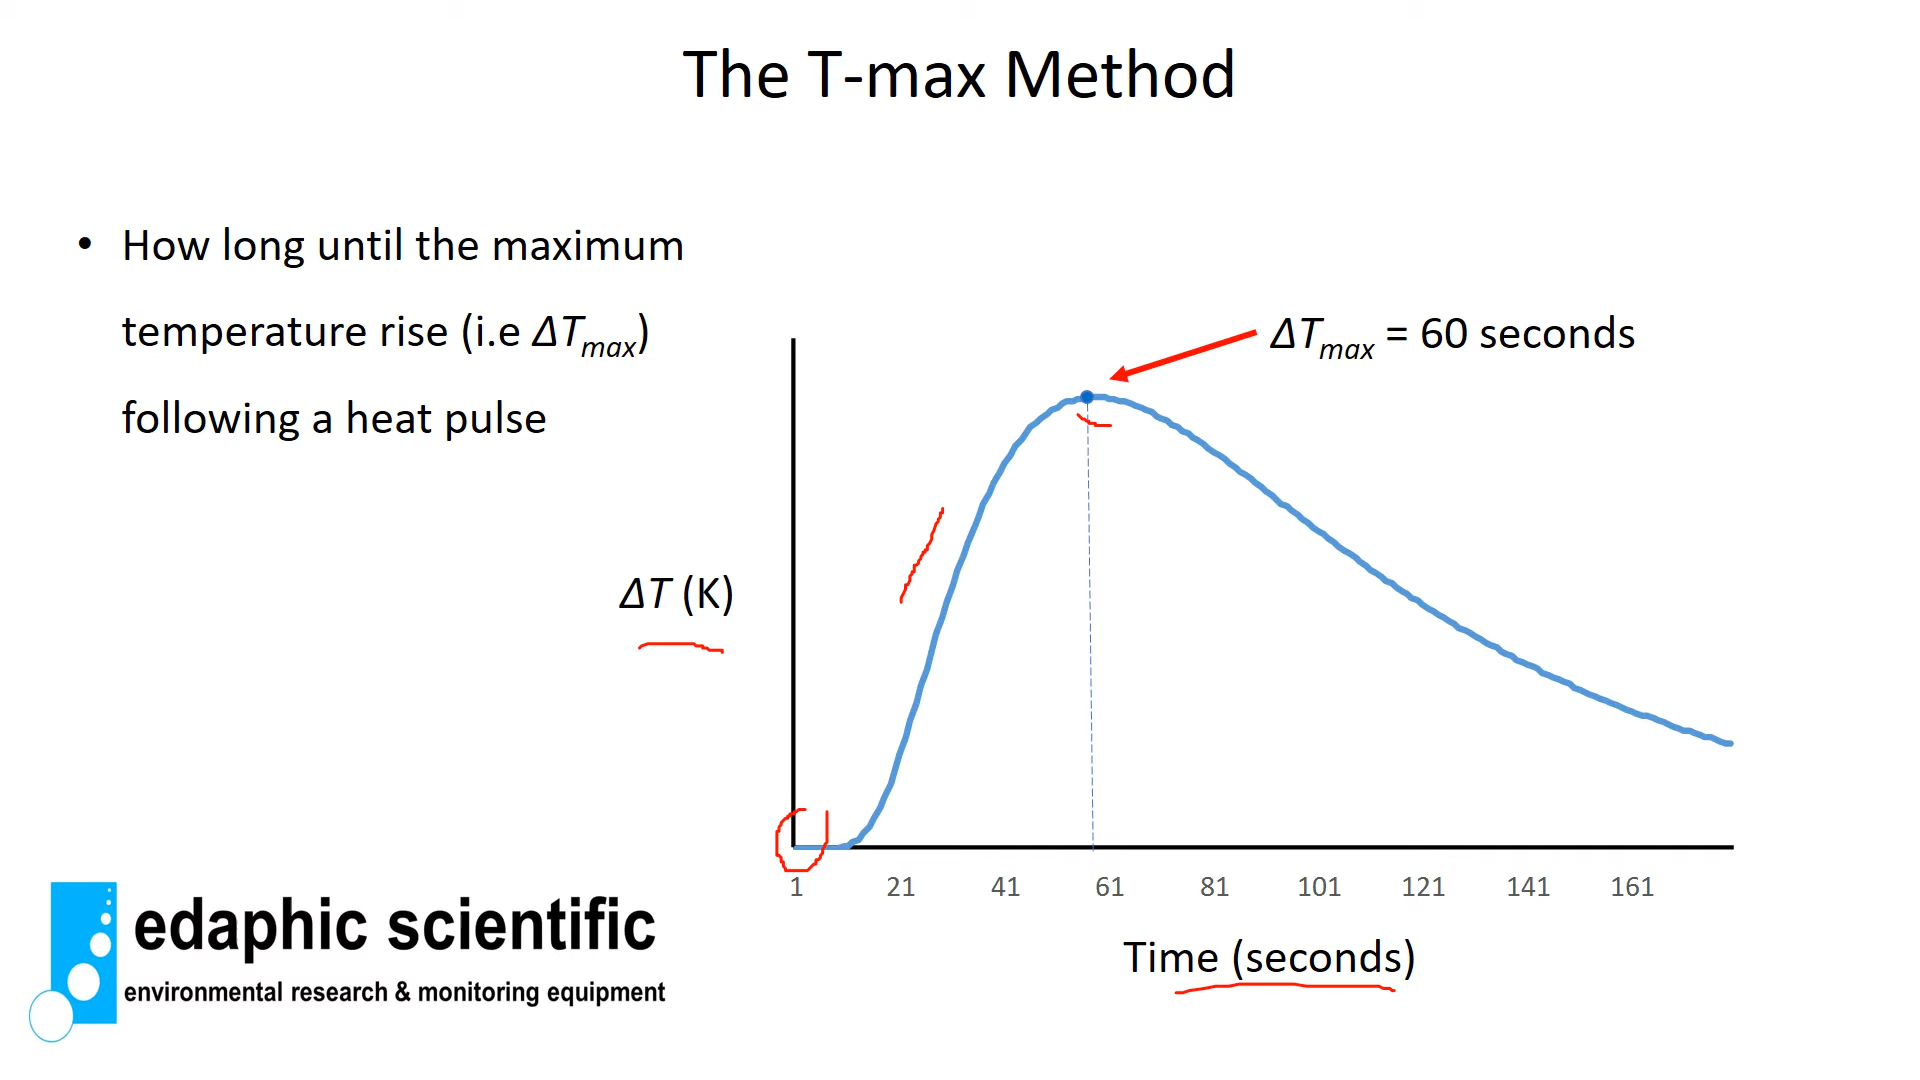 The T-max Method
• How long until the maximum
temperature rise (i.e ΔTmax)
following a heat pulse
ΔTmax = 60 seconds
ΔT (K)
1 21 41 61 81 101 121 141 161
Time (seconds)
edaphic scientific
environmental research & monitoring equipment